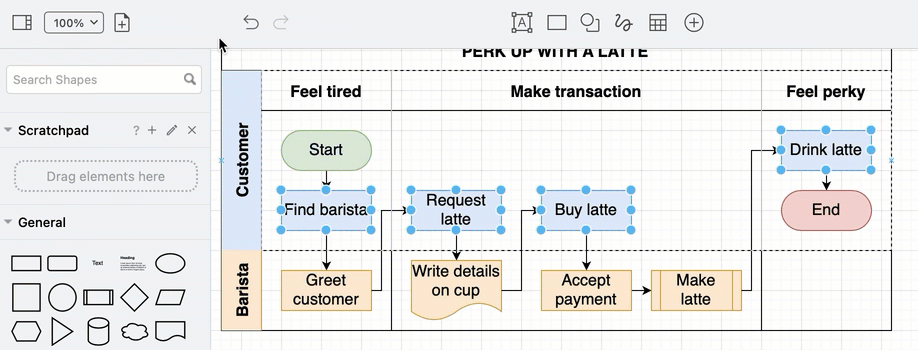 100%
A
PERK UP WITH A LATTE
Search Shapes
Scratchpad
?
Drag elements here
General
Text
Heading
Feel tired
Make transaction
Feel perky
Customer
Start
Drink latte
Find barista
Request
latte
Buy latte
End
Barista
Greet
customer
Write details
on cup
Accept
payment
Make
latte